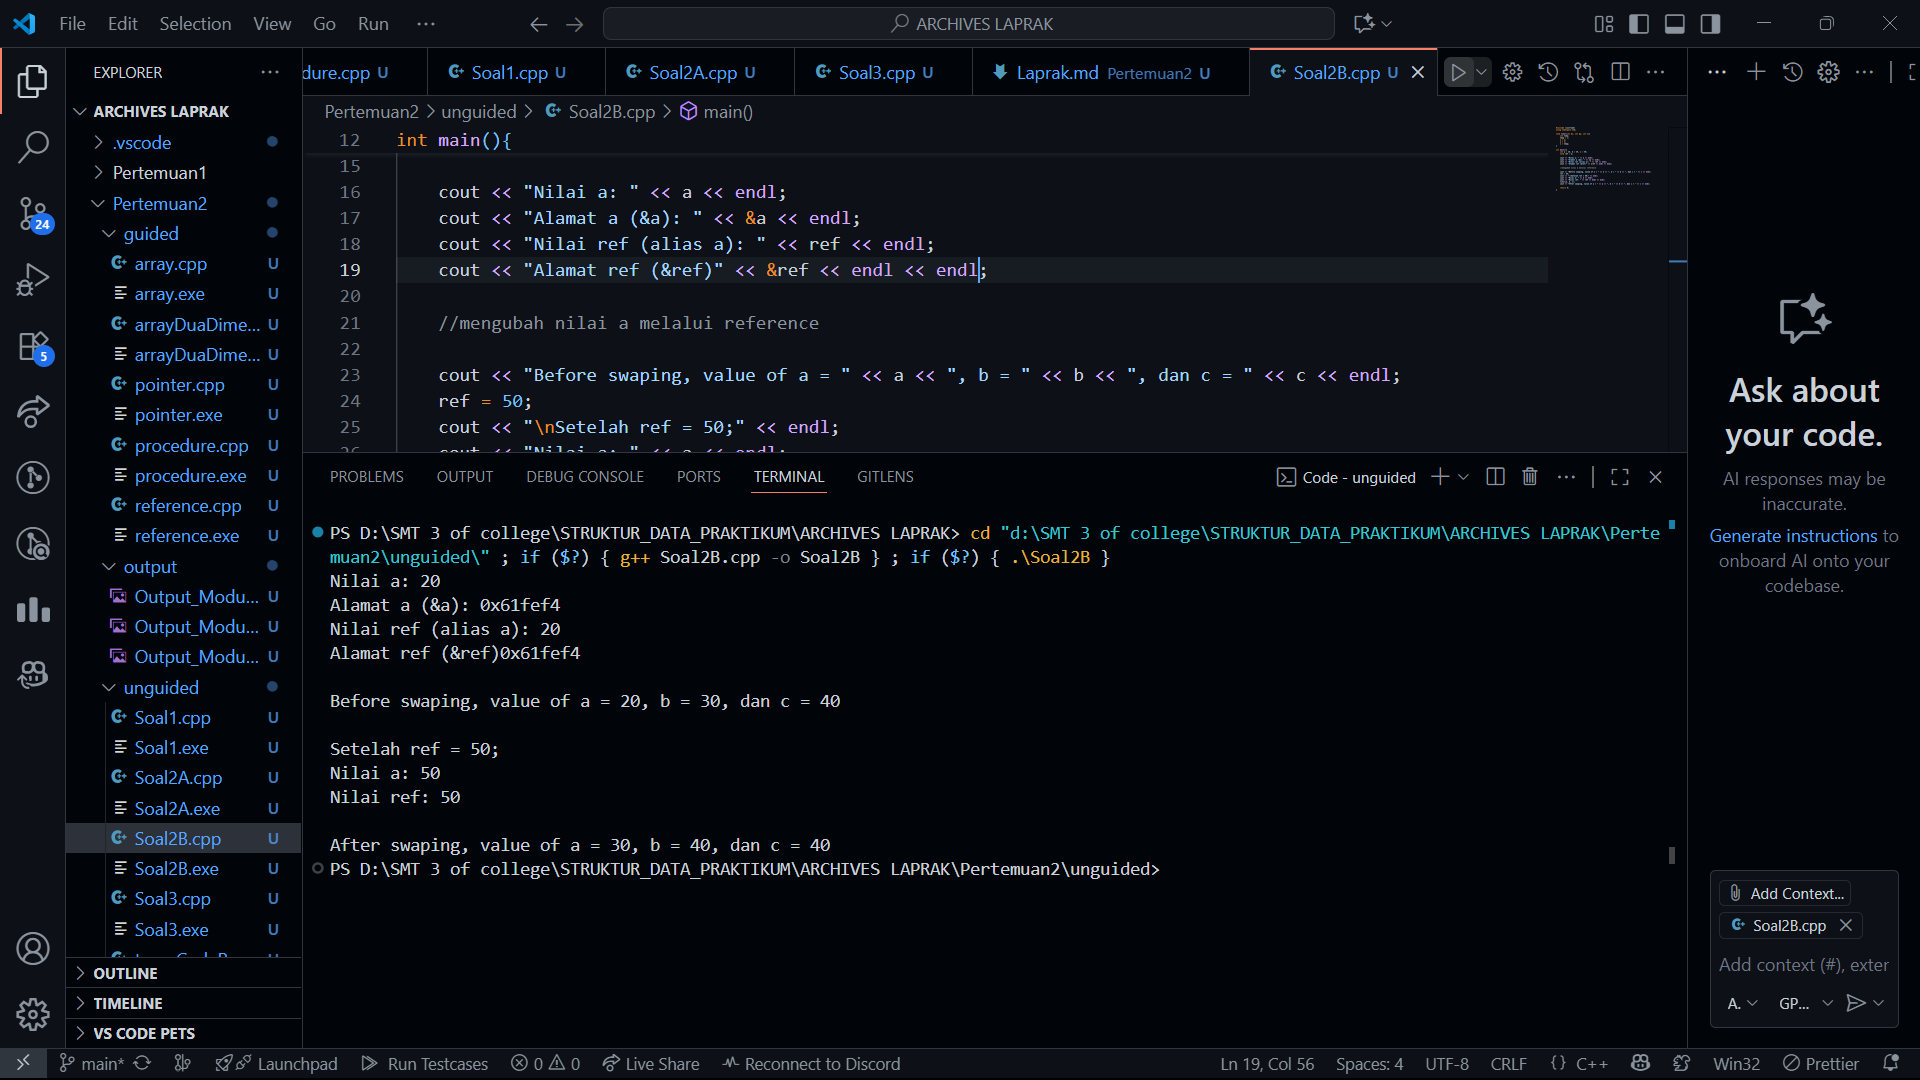 File Edit Selection View Go Run ··· ARCHIVES LAPRAK
EXPLORER
ARCHIVES LAPRAK
.vscode
Pertemuan1
Pertemuan2
guided
array.cpp U
array.exe U
arrayDuaDime... U
arrayDuaDime... U
pointer.cpp U
pointer.exe U
procedure.cpp U
procedure.exe U
reference.cpp U
reference.exe U
output
Output_Modu... U
Output_Modu... U
Output_Modu... U
unguided
Soal1.cpp U
Soal1.exe U
Soal2A.cpp U
Soal2A.exe U
Soal2B.cpp U
Soal2B.exe U
Soal3.cpp U
Soal3.exe U
OUTLINE
TIMELINE
VS CODE PETS
24
5
dure.cpp U Soal1.cpp U Soal2A.cpp U Soal3.cpp U Laprak.md Pertemuan2 U Soal2B.cpp U
Pertemuan2 > unguided > Soal2B.cpp > main()
12 int main(){
15
16 cout << "Nilai a: " << a << endl;
17 cout << "Alamat a (&a): " << &a << endl;
18 cout << "Nilai ref (alias a): " << ref << endl;
19 cout << "Alamat ref (&ref)" << &ref << endl << endl;
20
21 //mengubah nilai a melalui reference
22
23 cout << "Before swaping, value of a = " << a << ", b = " << b << ", dan c = " << c << endl;
24 ref = 50;
25 cout << "\nSetelah ref = 50;" << endl;
26 cout << "Nilai a: " << a << endl;
PROBLEMS OUTPUT DEBUG CONSOLE PORTS TERMINAL GITLENS Code - unguided
PS D:\SMT 3 of college\STRUKTUR_DATA_PRAKTIKUM\ARCHIVES LAPRAK> cd "d:\SMT 3 of college\STRUKTUR_DATA_PRAKTIKUM\ARCHIVES LAPRAK\Perte
muan2\unguided\" ; if ($?) { g++ Soal2B.cpp -o Soal2B } ; if ($?) { .\Soal2B }
Nilai a: 20
Alamat a (&a): 0x61fef4
Nilai ref (alias a): 20
Alamat ref (&ref)0x61fef4
Before swaping, value of a = 20, b = 30, dan c = 40
Setelah ref = 50;
Nilai a: 50
Nilai ref: 50
After swaping, value of a = 30, b = 40, dan c = 40
PS D:\SMT 3 of college\STRUKTUR_DATA_PRAKTIKUM\ARCHIVES LAPRAK\Pertemuan2\unguided>
Ask about
your code.
AI responses may be
inaccurate.
Generate instructions to
onboard AI onto your
codebase.
Add Context...
Soal2B.cpp
Add context (#), exter
A. GP...
main* Launchpad Run Testcases 0 0 Live Share Reconnect to Discord Ln 19, Col 56 Spaces: 4 UTF-8 CRLF {} C++ Win32 Prettier